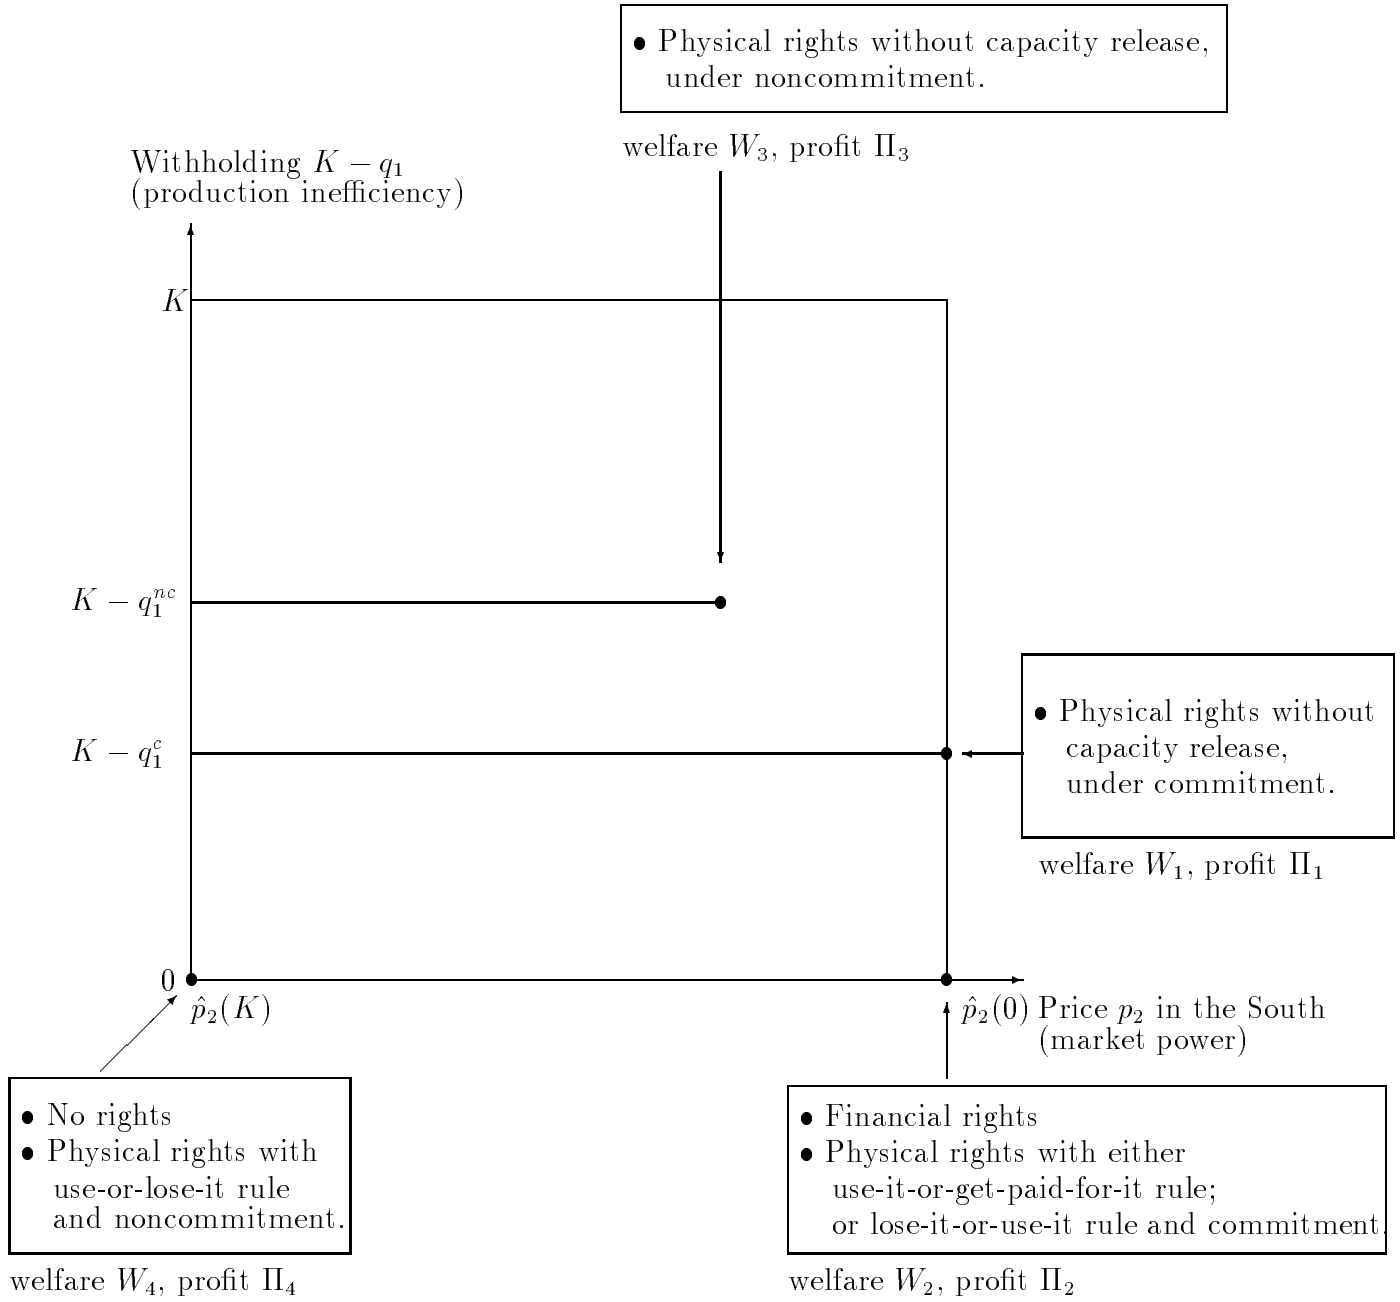 • Physical rights without capacity release,
under noncommitment.
welfare W₃, profit Π₃
Withholding K − q₁
(production inefficiency)
K
K − q₁ⁿᶜ
K − q₁ᶜ
• Physical rights without
capacity release,
under commitment.
welfare W₁, profit Π₁
0
p̂₂(K)
p̂₂(0) Price p₂ in the South
(market power)
• No rights
• Physical rights with
use-or-lose-it rule
and noncommitment.
welfare W₄, profit Π₄
• Financial rights
• Physical rights with either
use-it-or-get-paid-for-it rule;
or lose-it-or-use-it rule and commitment.
welfare W₂, profit Π₂